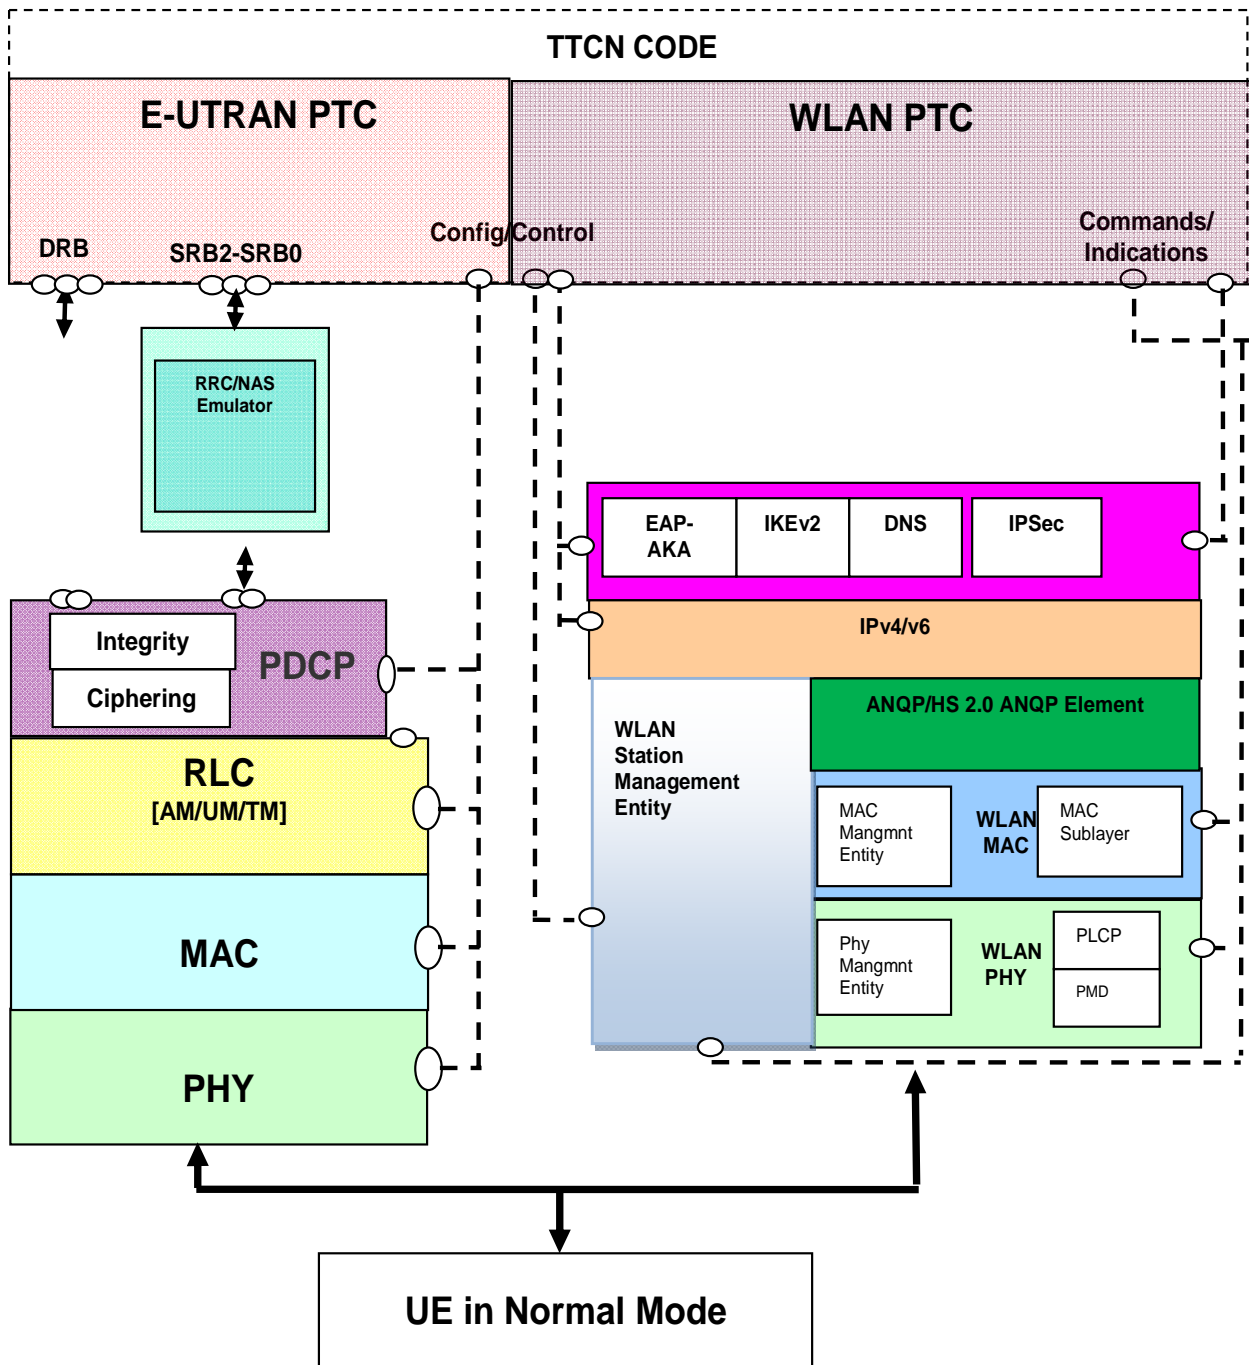 TTCN CODE
E-UTRAN PTC
WLAN PTC
DRB
SRB2-SRB0
Config/Control
Commands/
Indications
RRC/NAS
Emulator
EAP-
AKA
IKEv2
DNS
IPSec
IPv4/v6
Integrity
Ciphering
PDCP
RLC
[AM/UM/TM]
MAC
PHY
WLAN
Station
Management
Entity
ANQP/HS 2.0 ANQP Element
MAC
Mangmnt
Entity
WLAN
MAC
MAC
Sublayer
Phy
Mangmnt
Entity
WLAN
PHY
PLCP
PMD
UE in Normal Mode